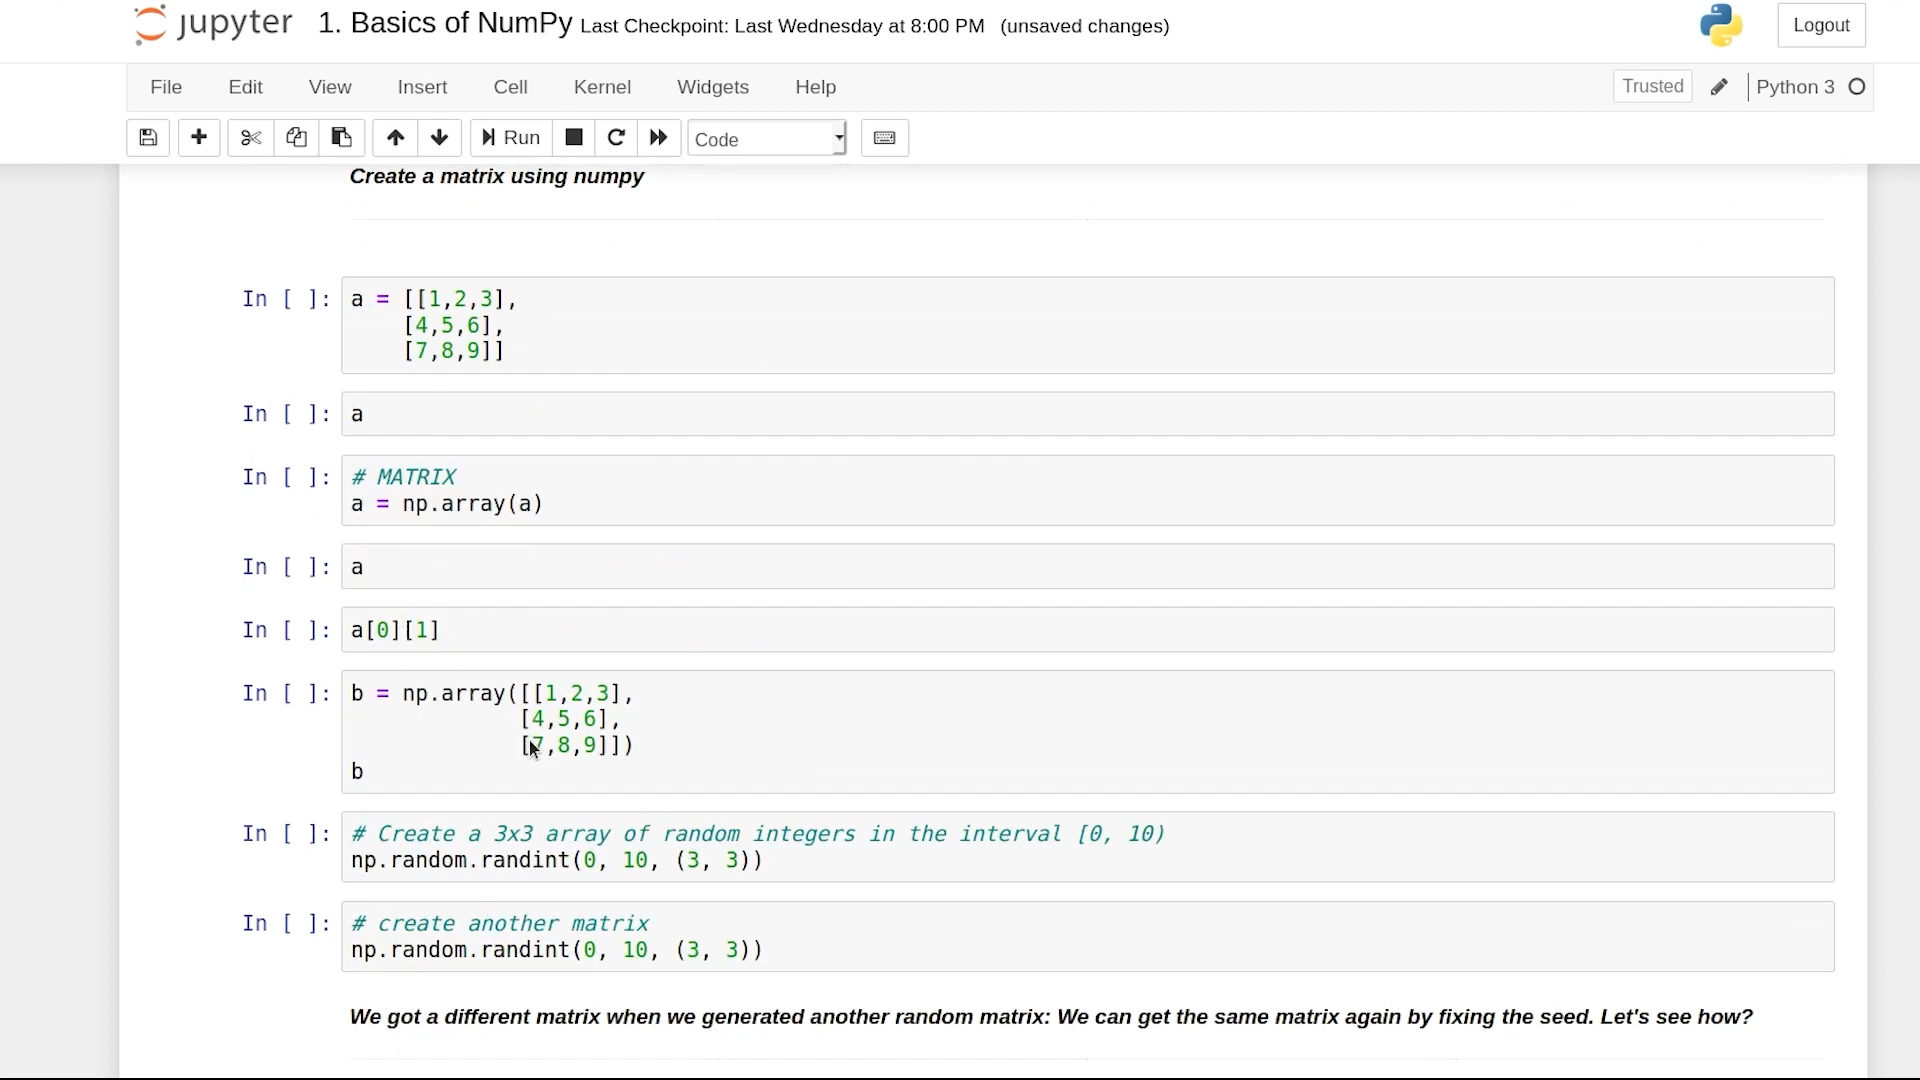 jupyter 1. Basics of NumPy Last Checkpoint: Last Wednesday at 8:00 PM (unsaved changes) Logout
File Edit View Insert Cell Kernel Widgets Help Trusted Python 3
Run Code
Create a matrix using numpy
In [ ]: a = [[1,2,3],
[4,5,6],
[7,8,9]]
In [ ]: a
In [ ]: # MATRIX
a = np.array(a)
In [ ]: a
In [ ]: a[0][1]
In [ ]: b = np.array([[1,2,3],
[4,5,6],
[7,8,9]])
b
In [ ]: # Create a 3x3 array of random integers in the interval [0, 10)
np.random.randint(0, 10, (3, 3))
In [ ]: # create another matrix
np.random.randint(0, 10, (3, 3))
We got a different matrix when we generated another random matrix: We can get the same matrix again by fixing the seed. Let's see how?